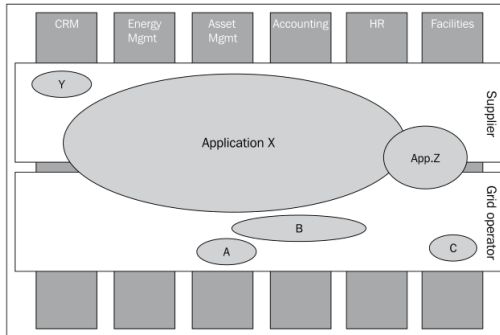 CRM
Energy
Mgmt
Asset
Mgmt
Accounting
HR
Facilities
Y
Application X
App.Z
Supplier
B
A
C
Grid operator